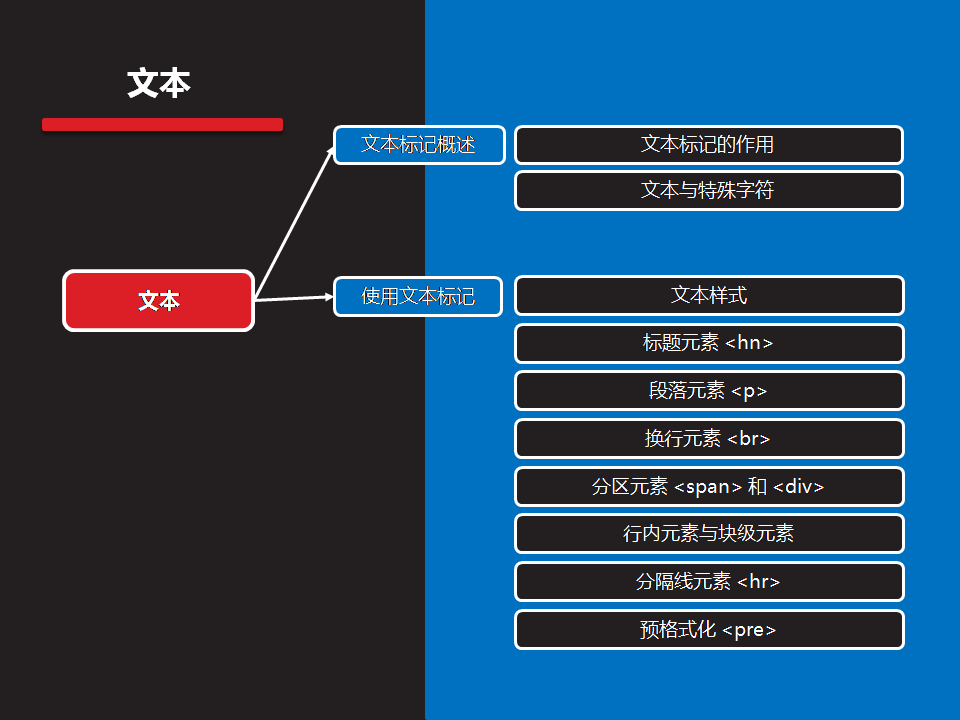 文本
文本标记概述
文本标记的作用
文本与特殊字符
文本
使用文本标记
文本样式
标题元素 <hn>
段落元素 <p>
换行元素 <br>
分区元素 <span> 和 <div>
行内元素与块级元素
分隔线元素 <hr>
预格式化 <pre>